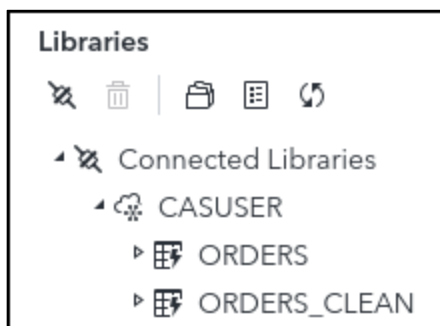 Libraries
Connected Libraries
CASUSER
ORDERS
ORDERS_CLEAN